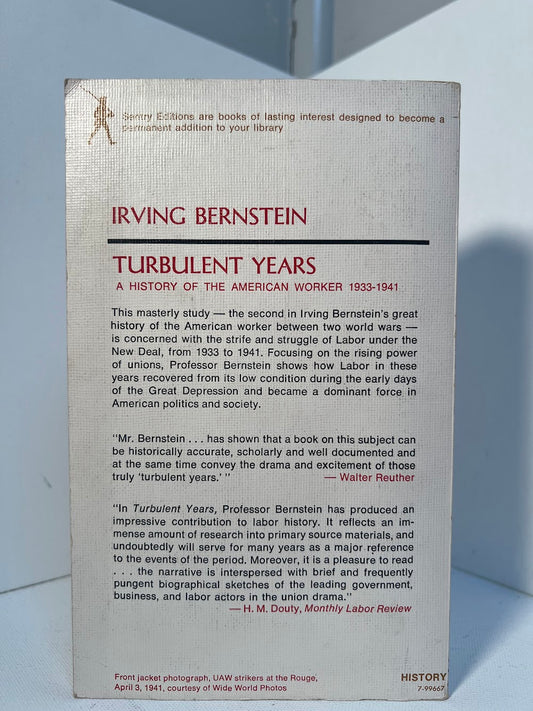 Sentry Editions are books of lasting interest designed to become a
permanent addition to your library
IRVING BERNSTEIN
TURBULENT YEARS
A HISTORY OF THE AMERICAN WORKER 1933-1941
This masterly study — the second in Irving Bernstein's great
history of the American worker between two world wars —
is concerned with the strife and struggle of Labor under the
New Deal, from 1933 to 1941. Focusing on the rising power
of unions, Professor Bernstein shows how Labor in these
years recovered from its low condition during the early days
of the Great Depression and became a dominant force in
American politics and society.
"Mr. Bernstein . . . has shown that a book on this subject can
be historically accurate, scholarly and well documented and
at the same time convey the drama and excitement of those
truly 'turbulent years.' " — Walter Reuther
"In Turbulent Years, Professor Bernstein has produced an
impressive contribution to labor history. It reflects an im-
mense amount of research into primary source materials, and
undoubtedly will serve for many years as a major reference
to the events of the period. Moreover, it is a pleasure to read
. . . the narrative is interspersed with brief and frequently
pungent biographical sketches of the leading government,
business, and labor actors in the union drama."
— H. M. Douty, Monthly Labor Review
Front jacket photograph, UAW strikers at the Rouge,
April 3, 1941, courtesy of Wide World Photos
HISTORY
7-99667